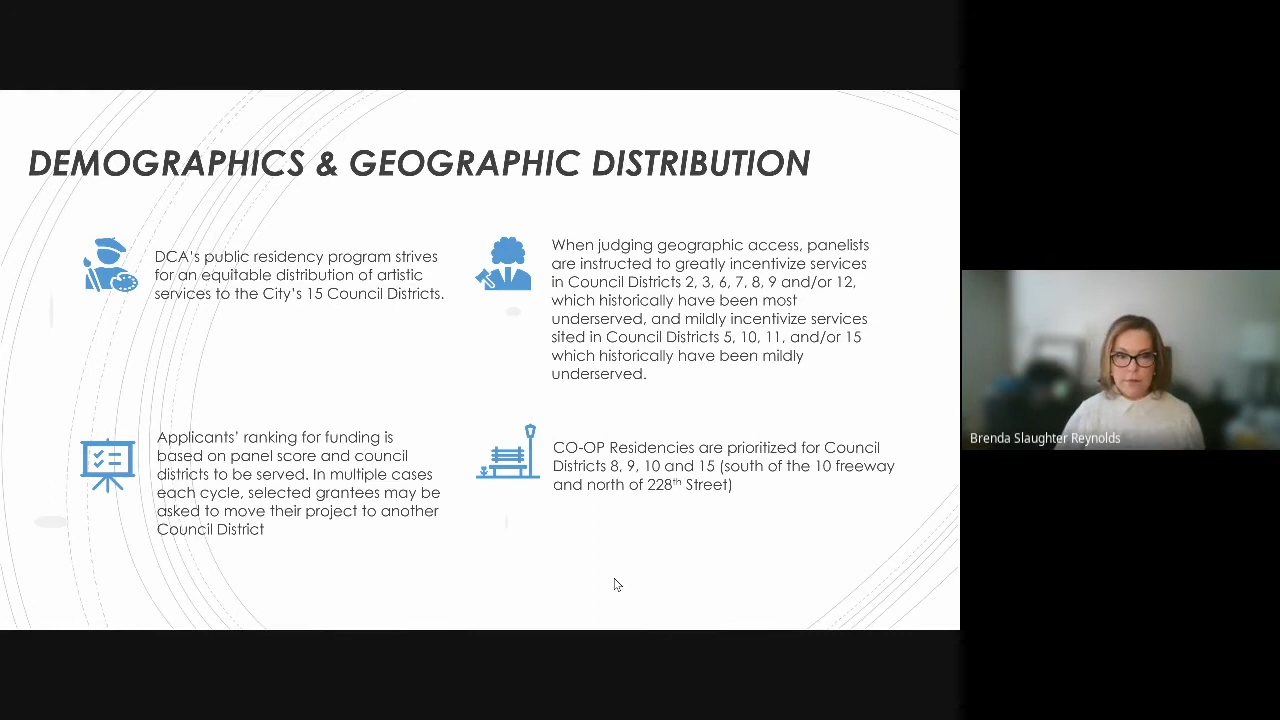 DEMOGRAPHICS & GEOGRAPHIC DISTRIBUTION
DCA's public residency program strives
for an equitable distribution of artistic
services to the City's 15 Council Districts.
When judging geographic access, panelists
are instructed to greatly incentivize services
in Council Districts 2, 3, 6, 7, 8, 9 and/or 12,
which historically have been most
underserved, and mildly incentivize services
sited in Council Districts 5, 10, 11, and/or 15
which historically have been mildly
underserved.
Applicants' ranking for funding is
based on panel score and council
districts to be served. In multiple cases
each cycle, selected grantees may be
asked to move their project to another
Council District
CO-OP Residencies are prioritized for Council
Districts 8, 9, 10 and 15 (south of the 10 freeway
and north of 228th Street)
Brenda Slaughter Reynolds